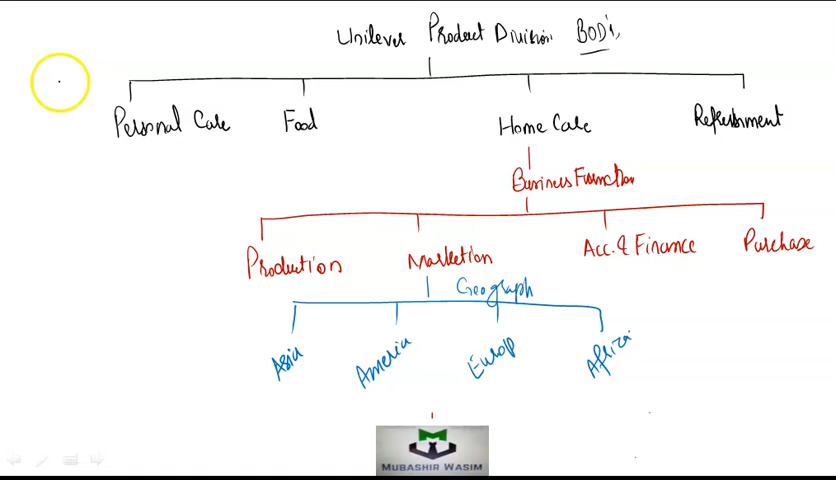 Unilever Product Division BOD's
Personal Care Food Home Care Refreshment
Business Function
Production Marketion Acc. & Finance Purchase
Geograph
Asia America Europ Africa
MUBASHIR WASIM